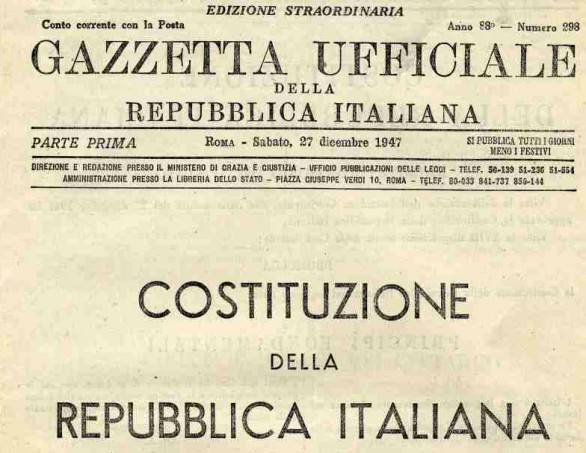 EDIZIONE STRAORDINARIA
Conto corrente con la Posta
Anno 88º — Numero 298
GAZZETTA UFFICIALE
DELLA
REPUBBLICA ITALIANA
PARTE PRIMA
ROMA - Sabato, 27 dicembre 1947
SI PUBBLICA TUTTI I GIORNI
MENO I FESTIVI
DIREZIONE E REDAZIONE PRESSO IL MINISTERO DI GRAZIA E GIUSTIZIA - UFFICIO PUBBLICAZIONI DELLE LEGGI - TELEF. 50-139 51-236 51-554
AMMINISTRAZIONE PRESSO LA LIBRERIA DELLO STATO - PIAZZA GIUSEPPE VERDI 10, ROMA - TELEF. 80-033 841-737 850-144
COSTITUZIONE
DELLA
REPUBBLICA ITALIANA